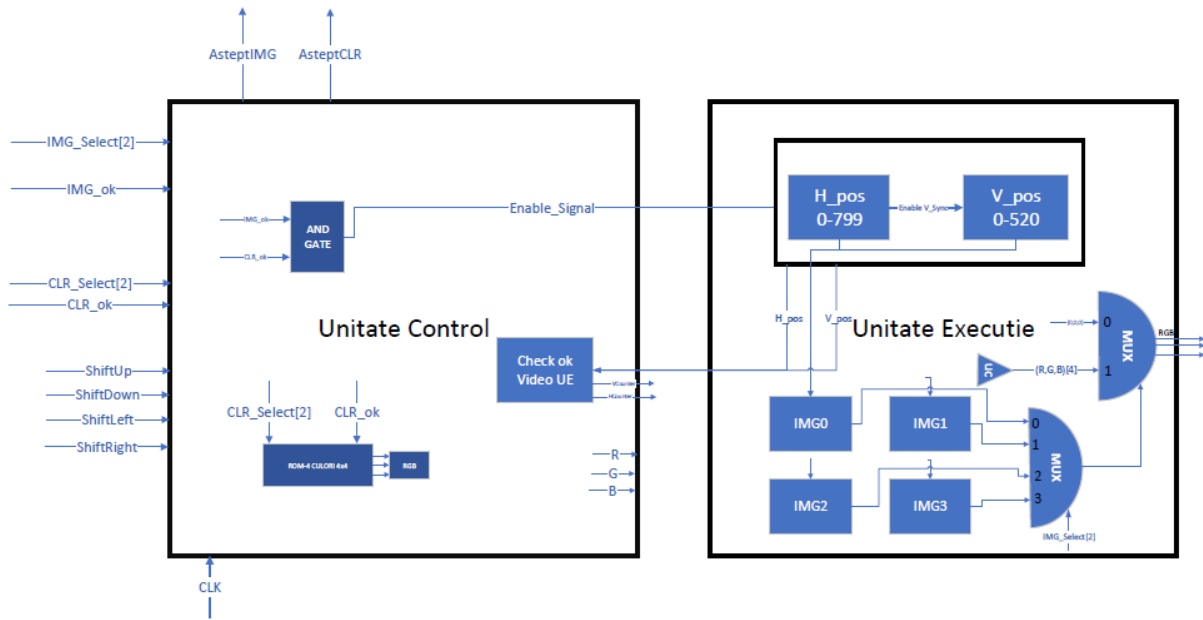 AsteptIMG
AsteptCLR
IMG_Select[2]
IMG_ok
CLR_Select[2]
CLR_ok
ShiftUp
ShiftDown
ShiftLeft
ShiftRight
CLK
IMG_ok
CLR_ok
AND
GATE
Enable_Signal
Unitate Control
Check ok
Video UE
VCounter
HCounter
CLR_Select[2]
CLR_ok
ROM-4 CULORI 4x4
RGB
R
G
B
H_pos
0-799
Enable V_Sync
V_pos
0-520
H_pos
V_pos
Unitate Executie
0
1
MUX
RGB
UC
(R,G,B)[4]
IMG0
IMG1
IMG2
IMG3
0
1
2
3
MUX
IMG_Select[2]